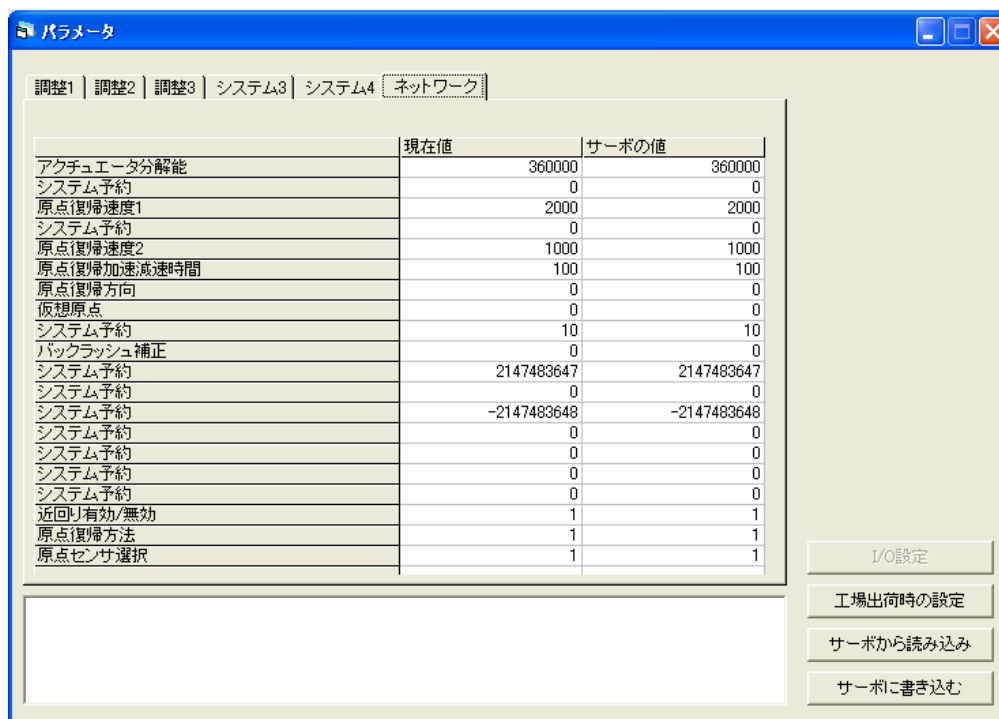 パラメータ
調整1 調整2 調整3 システム3 システム4 ネットワーク
現在値 サーボの値
アクチュエータ分解能 360000 360000
システム予約 0 0
原点復帰速度1 2000 2000
システム予約 0 0
原点復帰速度2 1000 1000
原点復帰加速減速時間 100 100
原点復帰方向 0 0
仮想原点 0 0
システム予約 10 10
バックラッシュ補正 0 0
システム予約 2147483647 2147483647
システム予約 0 0
システム予約 -2147483648 -2147483648
システム予約 0 0
システム予約 0 0
システム予約 0 0
システム予約 0 0
近回り有効/無効 1 1
原点復帰方法 1 1
原点センサ選択 1 1
I/O設定
工場出荷時の設定
サーボから読み込み
サーボに書き込む